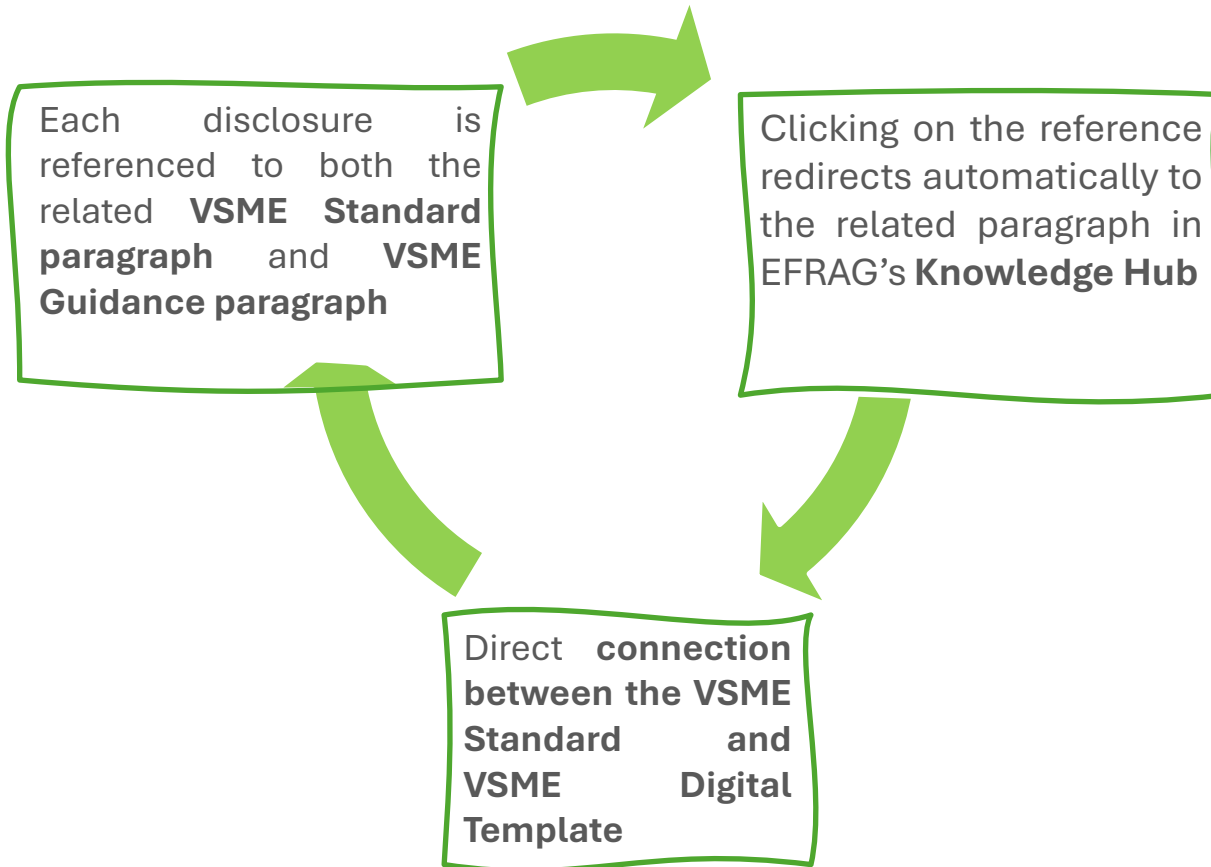 Each disclosure is
referenced to both the
related VSME Standard
paragraph and VSME
Guidance paragraph
Clicking on the reference
redirects automatically to
the related paragraph in
EFRAG’s Knowledge Hub
Direct connection
between the VSME
Standard and
VSME Digital
Template